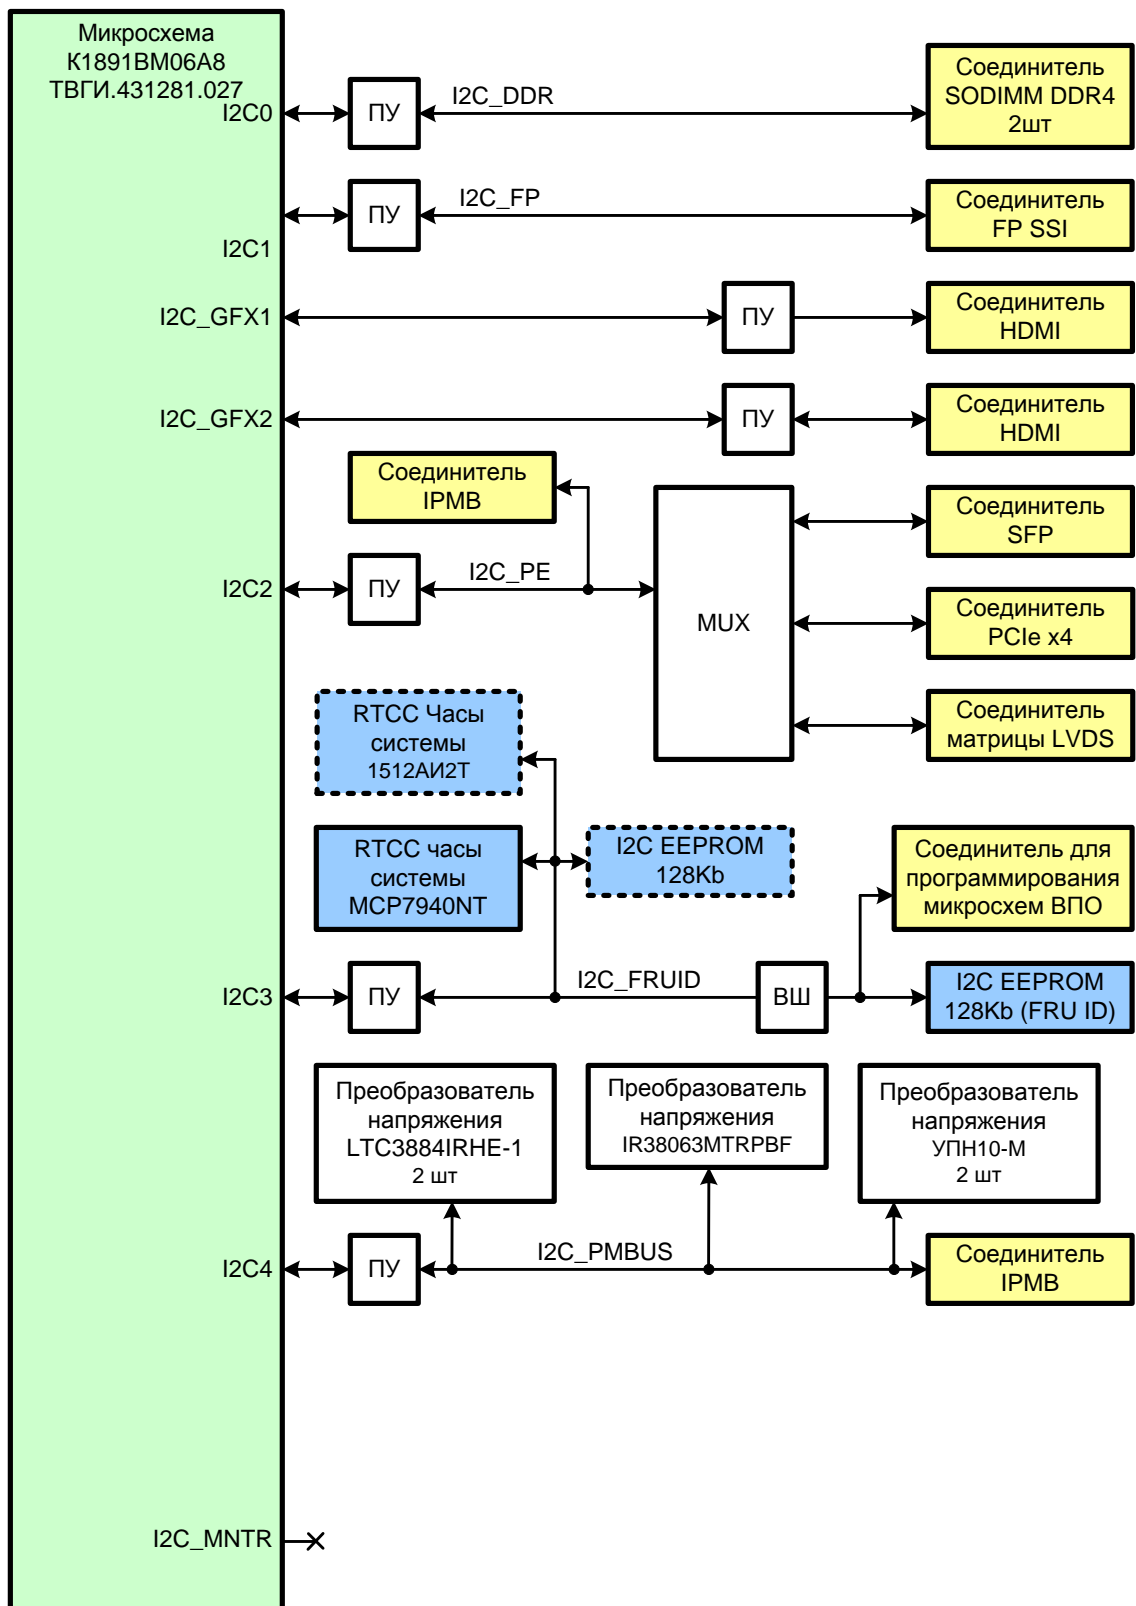 Микросхема
К1891ВМ06А8
ТВГИ.431281.027
I2C0
ПУ
I2C_DDR
Соединитель
SODIMM DDR4
2шт
I2C1
ПУ
I2C_FP
Соединитель
FP SSI
I2C_GFX1
ПУ
Соединитель
HDMI
I2C_GFX2
ПУ
Соединитель
HDMI
Соединитель
IPMB
I2C2
ПУ
I2C_PE
MUX
Соединитель
SFP
Соединитель
PCIe x4
Соединитель
матрицы LVDS
RTCC Часы
системы
1512АИ2Т
RTCC часы
системы
MCP7940NT
I2C EEPROM
128Kb
Соединитель для
программирования
микросхем ВПО
I2C3
ПУ
I2C_FRUID
ВШ
I2C EEPROM
128Kb (FRU ID)
Преобразователь
напряжения
LTC3884IRHE-1
2 шт
Преобразователь
напряжения
IR38063MTRPBF
Преобразователь
напряжения
УПН10-М
2 шт
I2C4
ПУ
I2C_PMBUS
Соединитель
IPMB
I2C_MNTR